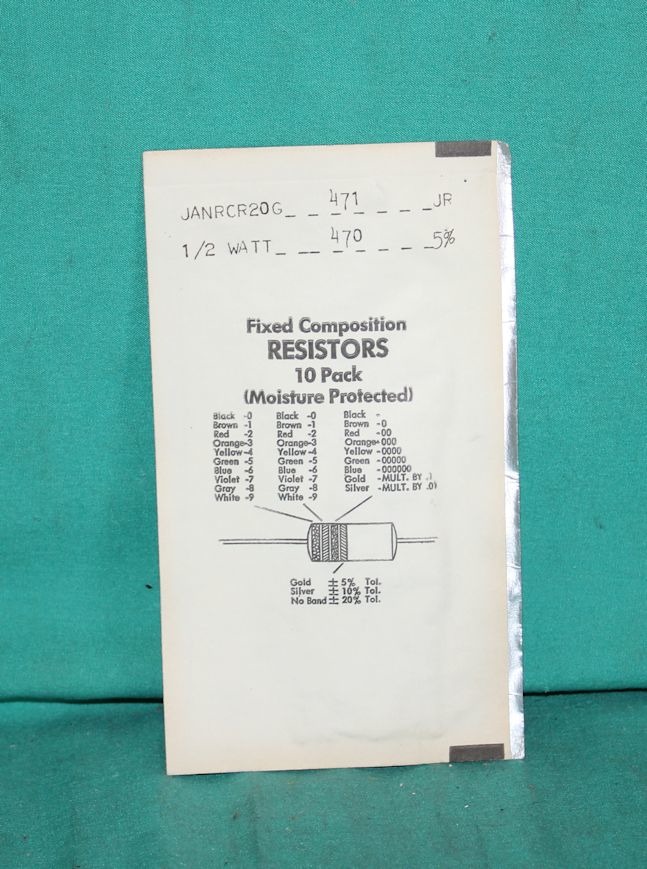 JANRCR20G_ _ _471_ _ _ _ _JR
1/2 WATT_ _ __ _470_ _ _ _ _5%
Fixed Composition
RESISTORS
10 Pack
(Moisture Protected)
Black -0 Black -0 Black -
Brown -1 Brown -1 Brown -0
Red -2 Red -2 Red -00
Orange-3 Orange-3 Orange-000
Yellow-4 Yellow-4 Yellow -0000
Green -5 Green -5 Green -00000
Blue -6 Blue -6 Blue -000000
Violet -7 Violet -7 Gold -MULT. BY .1
Gray -8 Gray -8 Silver -MULT. BY .01
White -9 White -9
Gold ± 5% Tol.
Silver ± 10% Tol.
No Band ± 20% Tol.